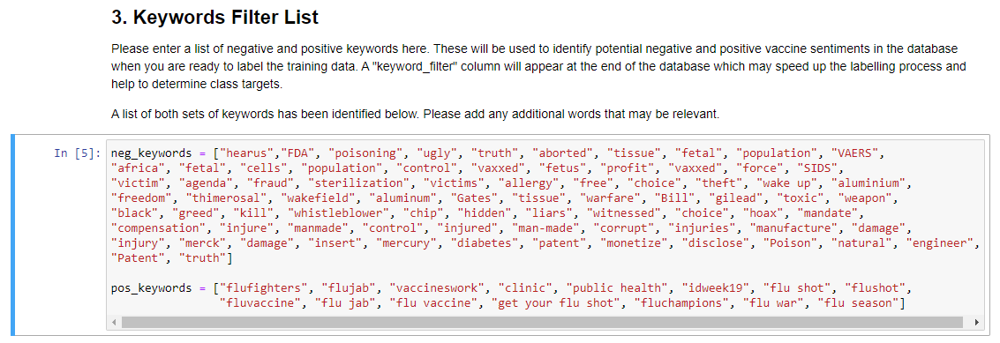 3. Keywords Filter List
Please enter a list of negative and positive keywords here. These will be used to identify potential negative and positive vaccine sentiments in the database
when you are ready to label the training data. A "keyword_filter" column will appear at the end of the database which may speed up the labelling process and
help to determine class targets.
A list of both sets of keywords has been identified below. Please add any additional words that may be relevant.
In [5]: neg_keywords = ["hearus","FDA", "poisoning", "ugly", "truth", "aborted", "tissue", "fetal", "population", "VAERS",
"africa", "fetal", "cells", "population", "control", "vaxxed", "fetus", "profit", "vaxxed", "force", "SIDS",
"victim", "agenda", "fraud", "sterilization", "victims", "allergy", "free", "choice", "theft", "wake up", "aluminium",
"freedom", "thimerosal", "wakefield", "aluminum", "Gates", "tissue", "warfare", "Bill", "gilead", "toxic", "weapon",
"black", "greed", "kill", "whistleblower", "chip", "hidden", "liars", "witnessed", "choice", "hoax", "mandate",
"compensation", "injure", "manmade", "control", "injured", "man-made", "corrupt", "injuries", "manufacture", "damage",
"injury", "merck", "damage", "insert", "mercury", "diabetes", "patent", "monetize", "disclose", "Poison", "natural", "engineer",
"Patent", "truth"]
pos_keywords = ["flufighters", "flujab", "vaccineswork", "clinic", "public health", "idweek19", "flu shot", "flushot",
"fluvaccine", "flu jab", "flu vaccine", "get your flu shot", "fluchampions", "flu war", "flu season"]